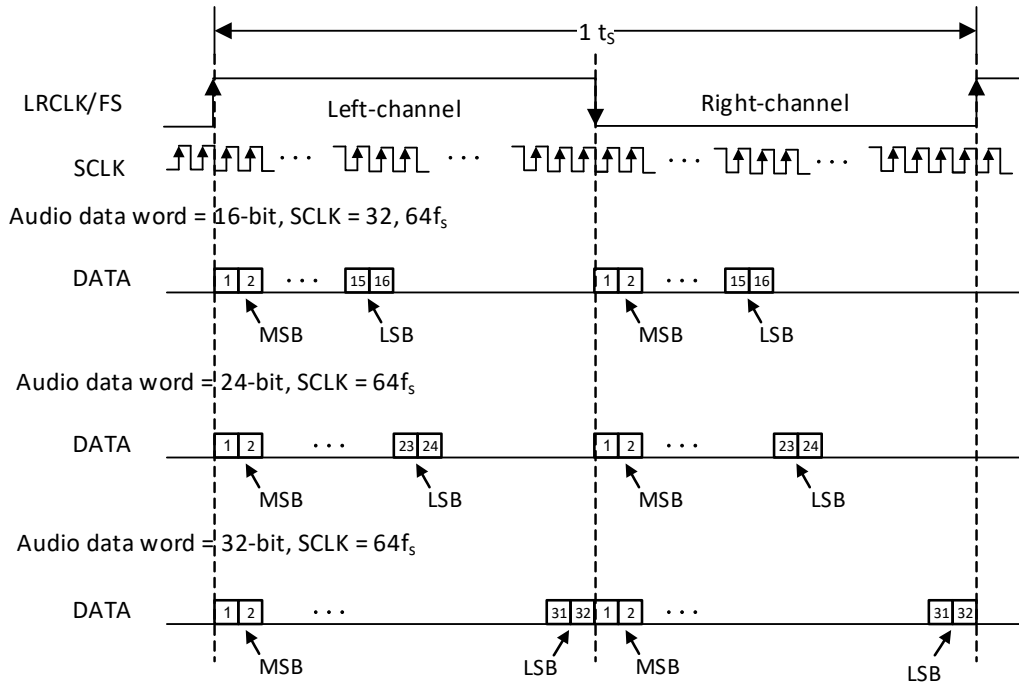 1 tS
LRCLK/FS
Left-channel
Right-channel
SCLK
Audio data word = 16-bit, SCLK = 32, 64fs
DATA
1 2 · · · 15 16 1 2 · · · 15 16
MSB LSB MSB LSB
Audio data word = 24-bit, SCLK = 64fs
DATA
1 2 · · · 23 24 1 2 · · · 23 24
MSB LSB MSB LSB
Audio data word = 32-bit, SCLK = 64fs
DATA
1 2 · · · 31 32 1 2 · · · 31 32
MSB LSB MSB LSB